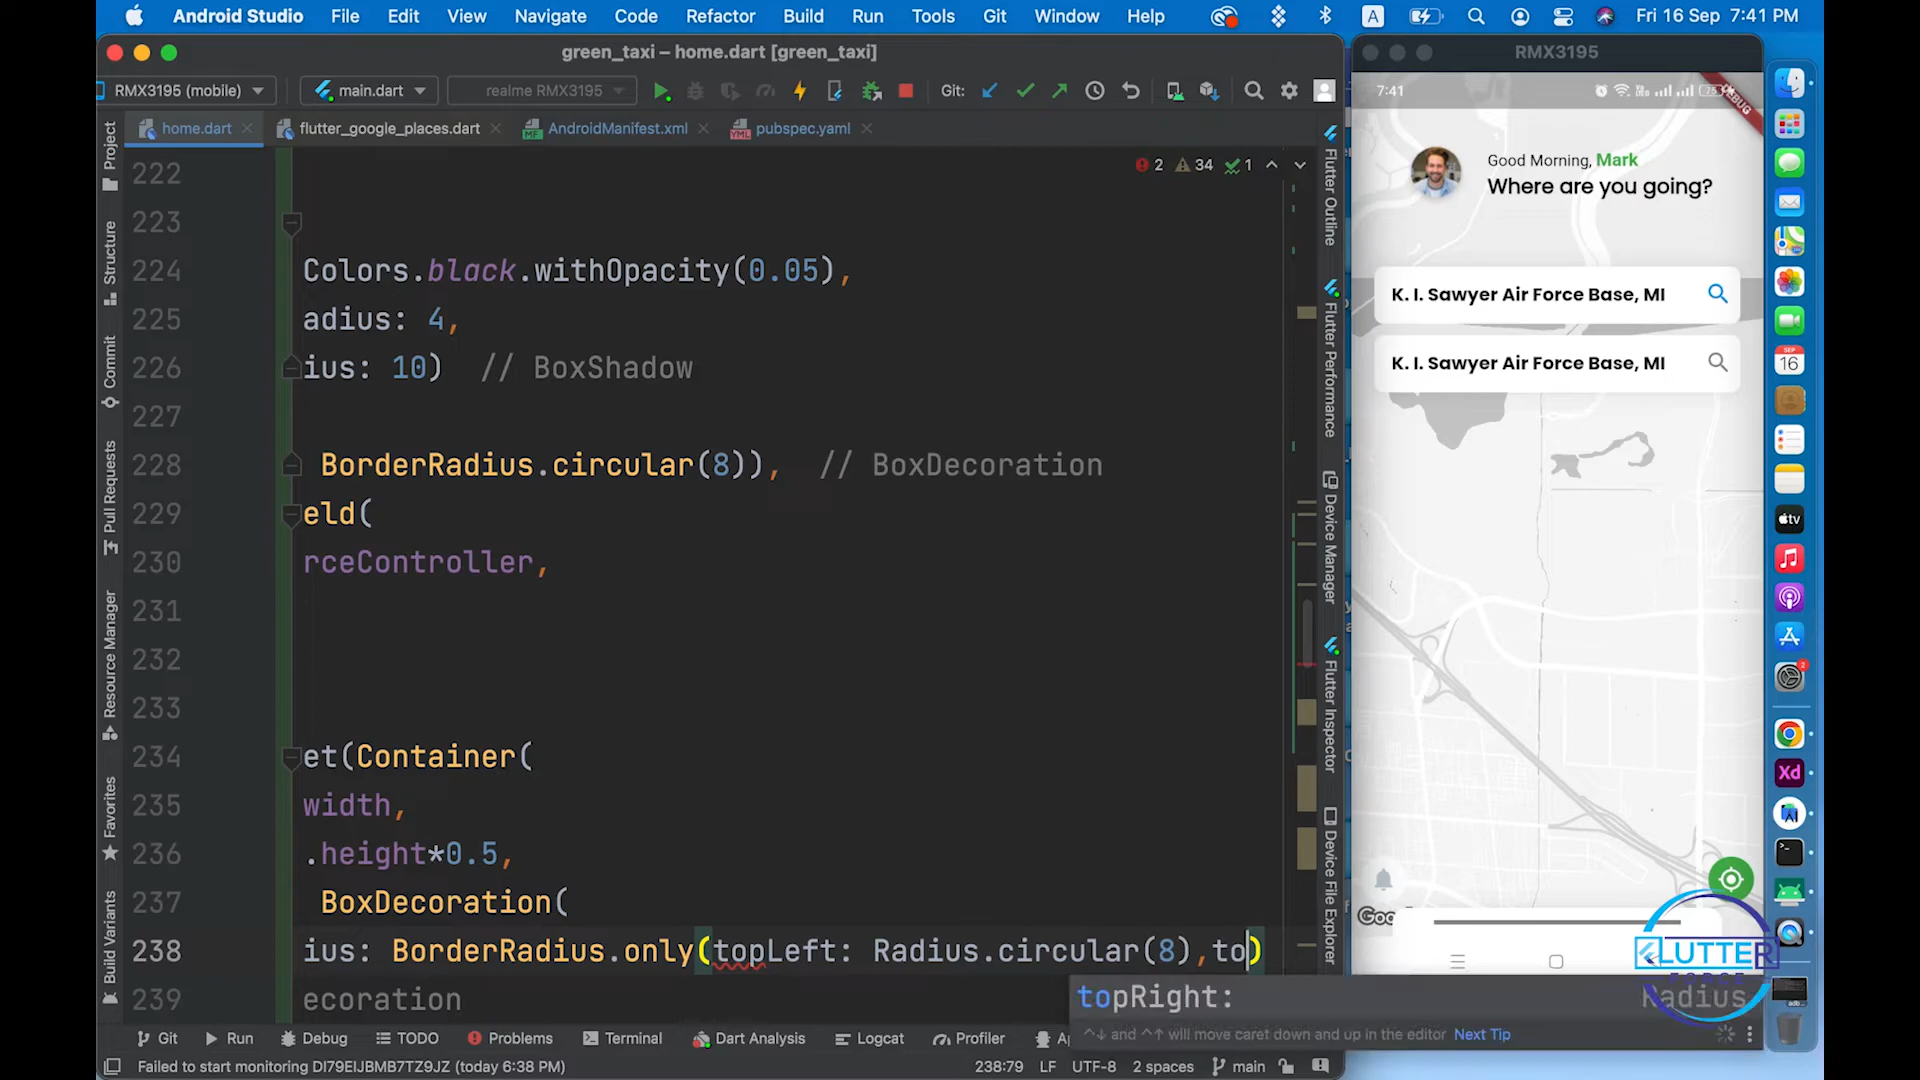 Android Studio File Edit View Navigate Code Refactor Build Run Tools Git Window Help A Fri 16 Sep 7:41 PM
green_taxi – home.dart [green_taxi]
RMX3195 (mobile) main.dart realme RMX3195 Git:
home.dart flutter_google_places.dart AndroidManifest.xml pubspec.yaml
2 34 1
222
223
224 Colors.black.withOpacity(0.05),
225 adius: 4,
226 ius: 10) // BoxShadow
227
228 BorderRadius.circular(8)), // BoxDecoration
229 eld(
230 rceController,
231
232
233
234 et(Container(
235 width,
236 .height*0.5,
237 BoxDecoration(
238 ius: BorderRadius.only(topLeft: Radius.circular(8),to)
239 ecoration
topRight: Radius
^↓ and ^↑ will move caret down and up in the editor Next Tip
Project
Structure
Commit
Pull Requests
Resource Manager
Favorites
Build Variants
Flutter Outline
Flutter Performance
Device Manager
Flutter Inspector
Device File Explorer
Git Run Debug TODO Problems Terminal Dart Analysis Logcat Profiler Ap
Failed to start monitoring DI79EIJBMB7TZ9JZ (today 6:38 PM) 238:79 LF UTF-8 2 spaces main
RMX3195
7:41
DEBUG
Good Morning, Mark
Where are you going?
K. I. Sawyer Air Force Base, MI
K. I. Sawyer Air Force Base, MI
Goo
LUTTER
SEP
16
tv
Xd
2